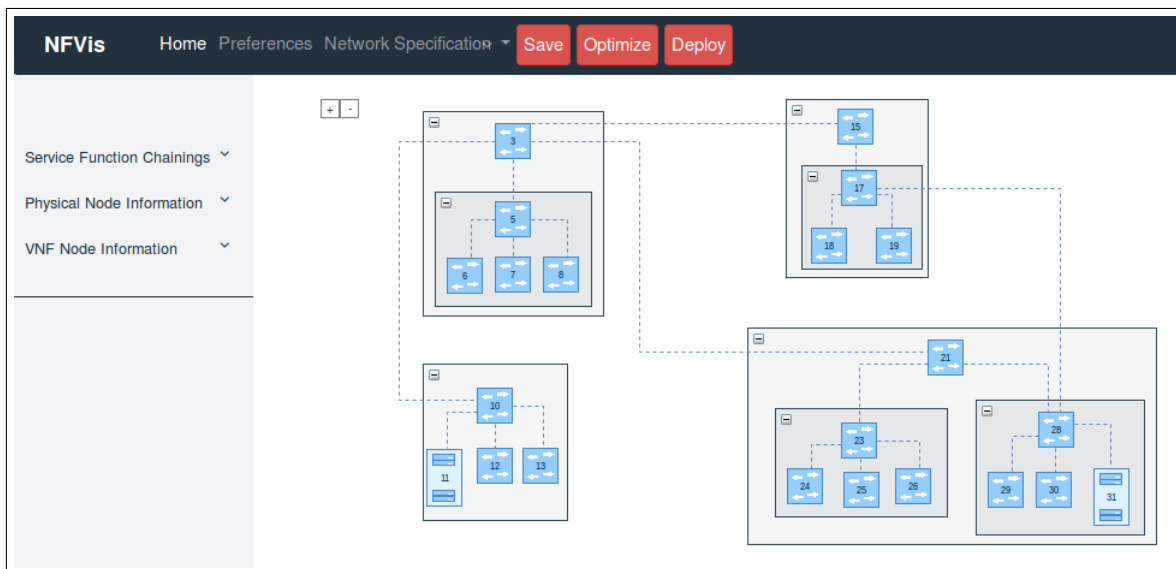 NFVis Home Preferences Network Specification Save Optimize Deploy
+ -
Service Function Chainings
Physical Node Information
VNF Node Information
3
5
6 7 8
15
17
18 19
10
11 12 13
21
23
24 25 26
28
29 30 31